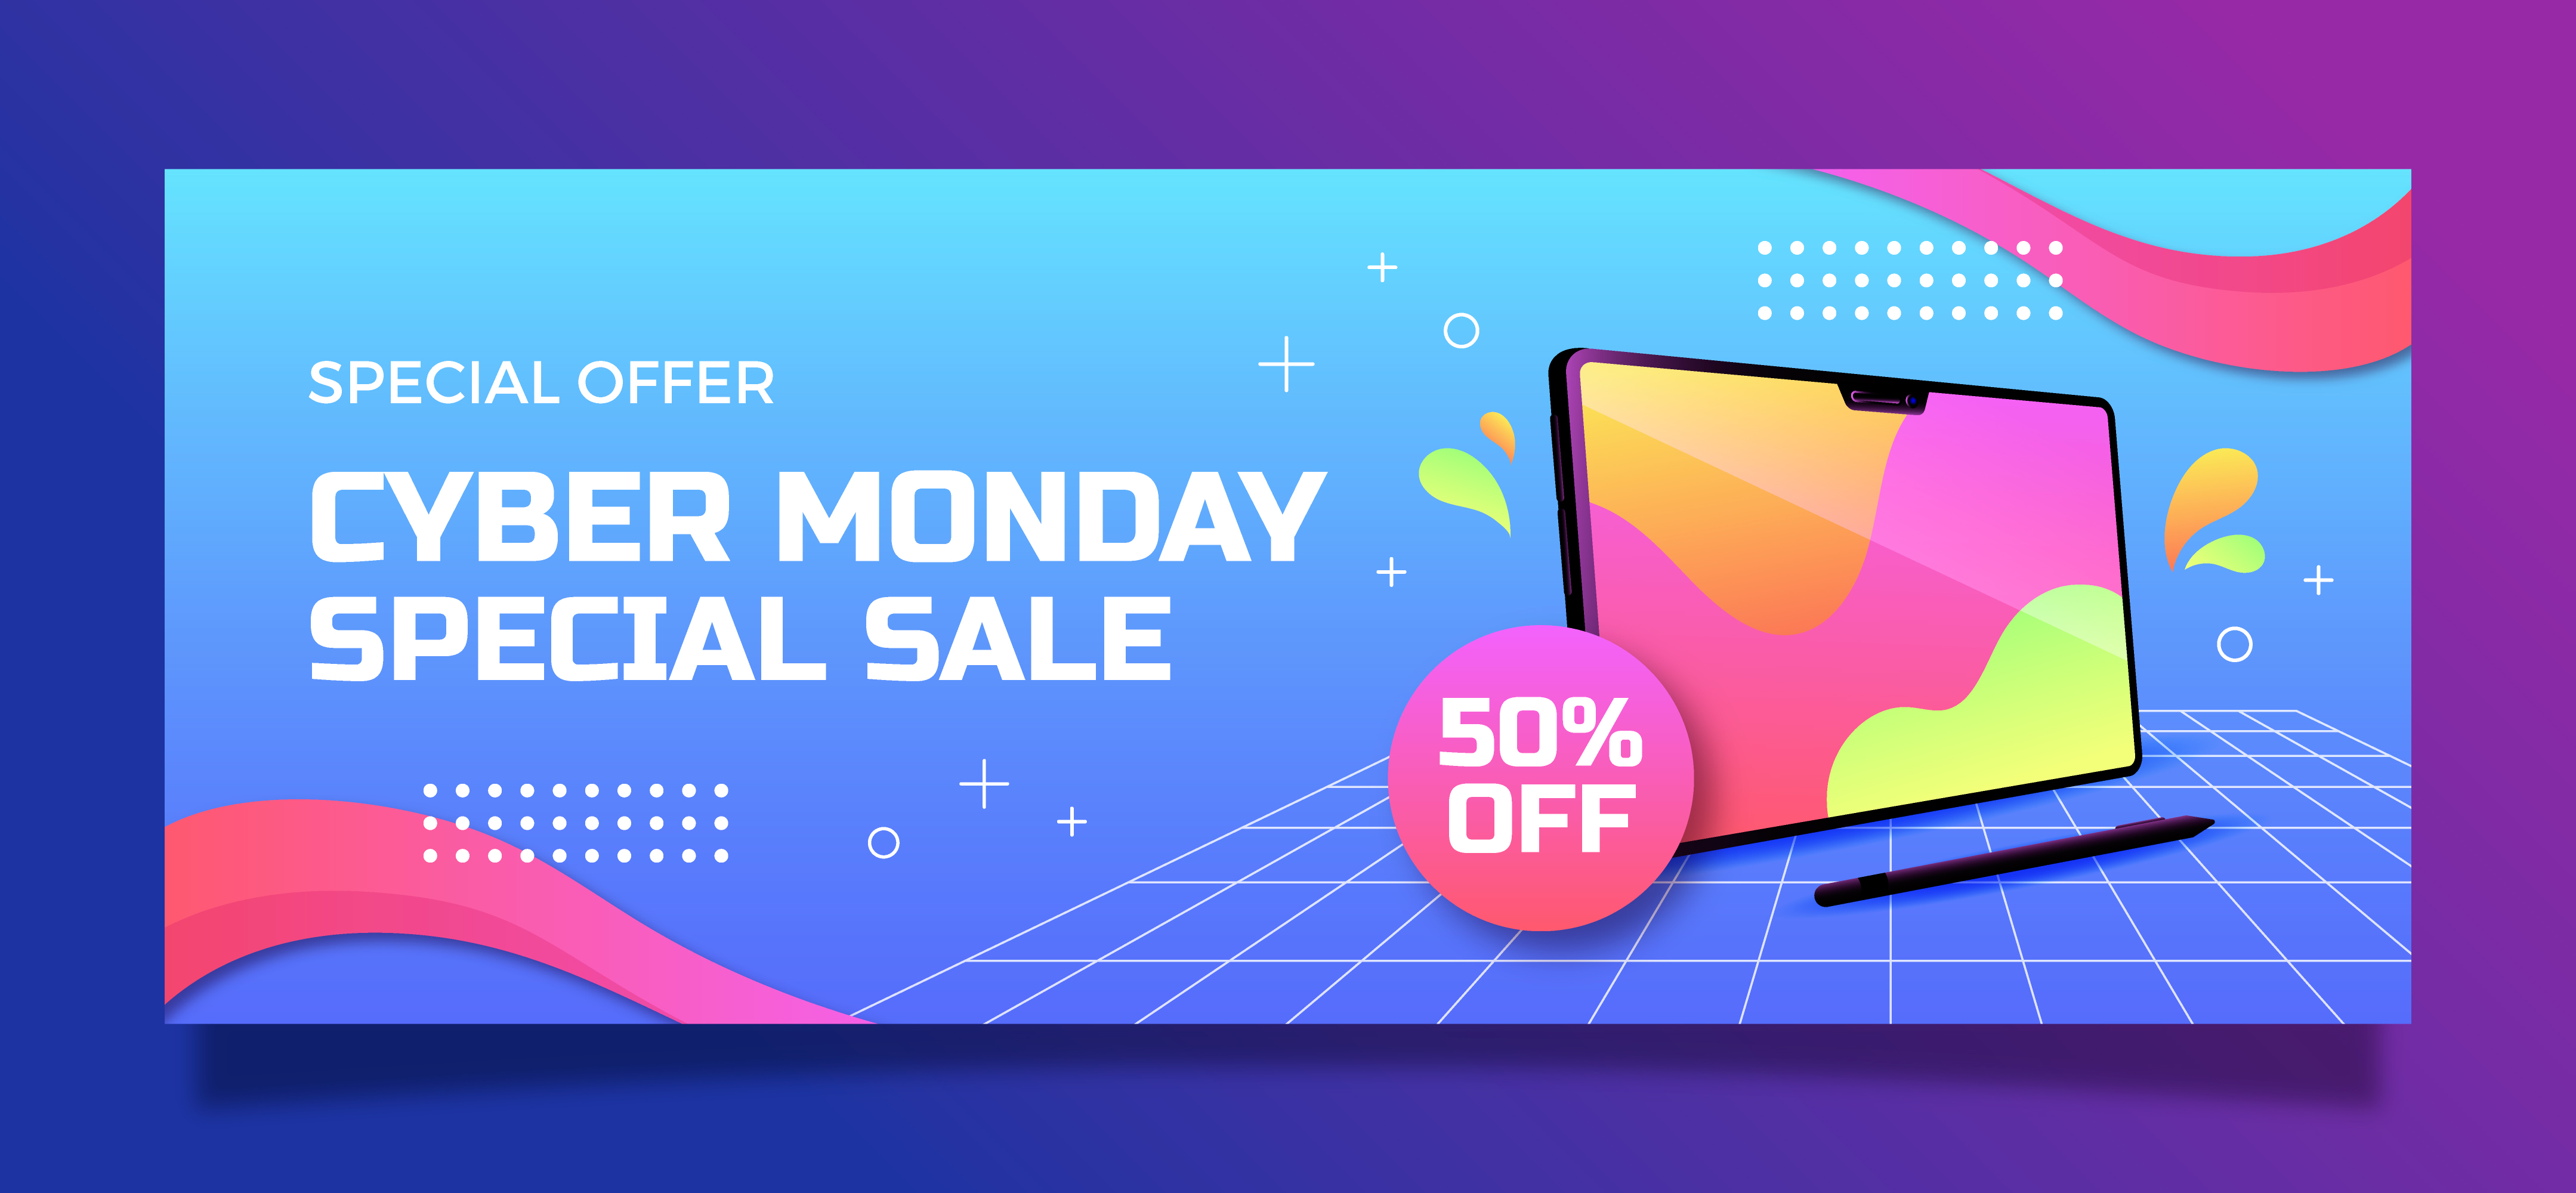 SPECIAL OFFER
CYBER MONDAY
SPECIAL SALE
50%
OFF